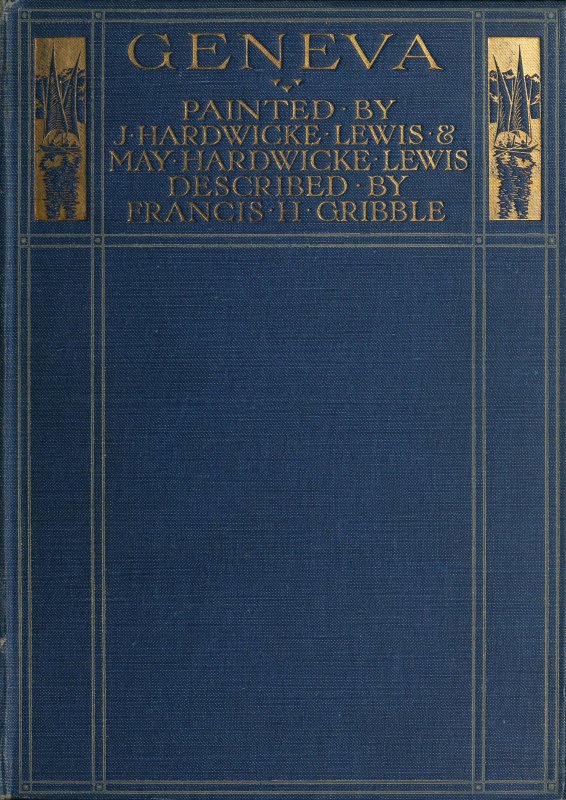 GENEVA
PAINTED · BY
J · HARDWICKE · LEWIS · &
MAY · HARDWICKE · LEWIS
DESCRIBED · BY
FRANCIS · H · GRIBBLE